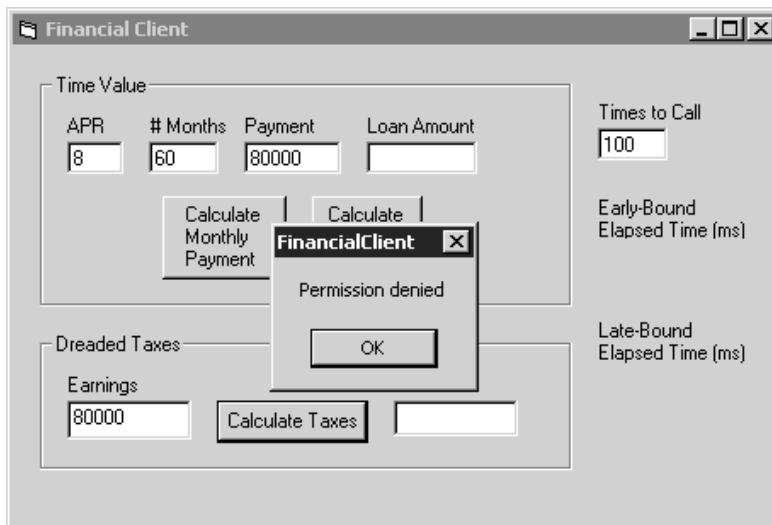 Financial Client
Time Value
APR # Months Payment Loan Amount
8 60 80000
Times to Call
100
Calculate
Monthly
Payment
Calculate
Early-Bound
Elapsed Time (ms)
FinancialClient
Permission denied
OK
Late-Bound
Elapsed Time (ms)
Dreaded Taxes
Earnings
80000
Calculate Taxes